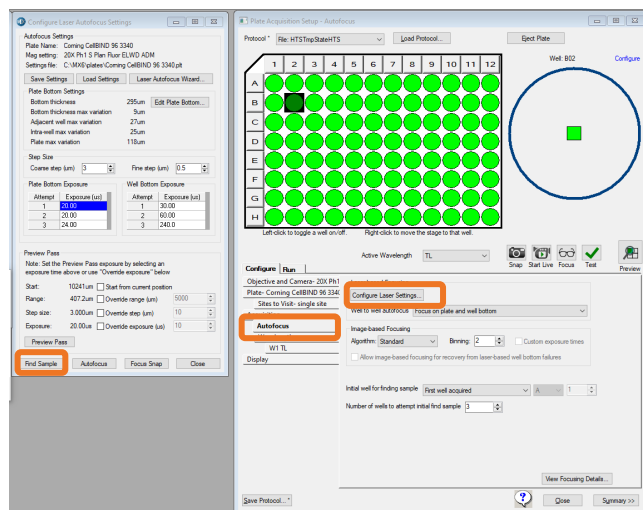 Configure Laser Autofocus Settings
Autofocus Settings
Plate Name: Corning CellBIND 96 3340
Mag setting: 20X Ph1 S Plan Fluor ELWD ADM
Settings file: C:\MX6\plates\Corning CellBIND 96 3340.plt
Save Settings Load Settings Laser Autofocus Wizard...
Plate Bottom Settings
Bottom thickness 295um Edit Plate Bottom...
Bottom thickness max variation 9um
Adjacent well max variation 27um
Intra-well max variation 25um
Plate max variation 118um
Step Size
Coarse step (um) 3 Fine step (um) 0.5
Plate Bottom Exposure Well Bottom Exposure
Attempt Exposure (us) Attempt Exposure (us)
1 20.00 1 30.00
2 20.00 2 60.00
3 24.00 3 240.0
Preview Pass
Note: Set the Preview Pass exposure by selecting an
exposure time above or use "Override exposure" below
Start: 10241um Start from current position
Range: 407.2um Override range (um) 5000
Step size: 3.000um Override step (um) 10
Exposure: 20.00us Override exposure (us) 10
Preview Pass
Find Sample Autofocus Focus Snap Close
Plate Acquisition Setup - Autofocus
Protocol * File: HTSTmpStateHTS Load Protocol... Eject Plate
1 2 3 4 5 6 7 8 9 10 11 12
A
B
C
D
E
F
G
H
Well: B02 Configure
Left-click to toggle a well on/off. Right-click to move the stage to that well.
Active Wavelength TL
Snap Start Live Focus Test Preview
Configure Run
Objective and Camera- 20X Ph1
Plate- Corning CellBIND 96 3340
Sites to Visit- single site
Autofocus
W1 TL
Display
Configure Laser Settings...
Well to well autofocus Focus on plate and well bottom
Image-based Focusing
Algorithm: Standard Binning: 2 Custom exposure times
Allow image-based focusing for recovery from laser-based well bottom failures
Initial well for finding sample First well acquired A 1
Number of wells to attempt initial find sample 3
View Focusing Details...
Save Protocol... * ? Close Summary >>